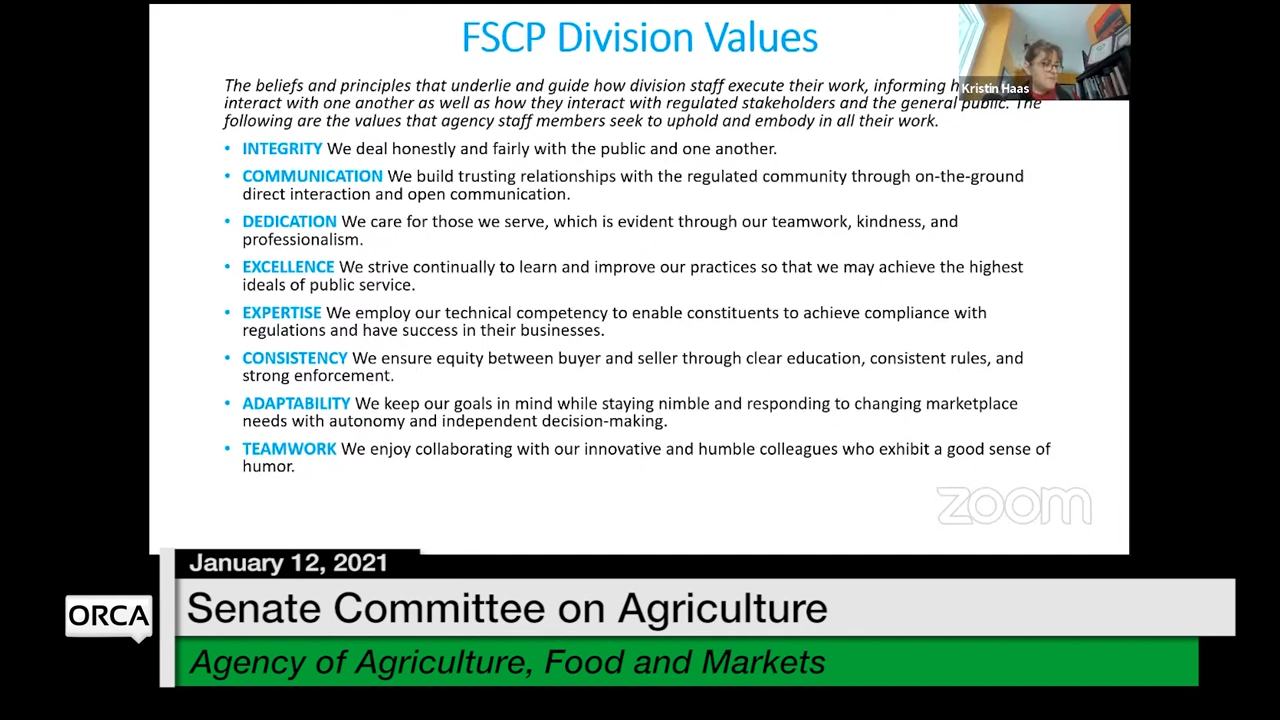 FSCP Division Values
The beliefs and principles that underlie and guide how division staff execute their work, informing
interact with one another as well as how they interact with regulated stakeholders and the general public. The
following are the values that agency staff members seek to uphold and embody in all their work.
Kristin Haas
• INTEGRITY We deal honestly and fairly with the public and one another.
• COMMUNICATION We build trusting relationships with the regulated community through on-the-ground
direct interaction and open communication.
• DEDICATION We care for those we serve, which is evident through our teamwork, kindness, and
professionalism.
• EXCELLENCE We strive continually to learn and improve our practices so that we may achieve the highest
ideals of public service.
• EXPERTISE We employ our technical competency to enable constituents to achieve compliance with
regulations and have success in their businesses.
• CONSISTENCY We ensure equity between buyer and seller through clear education, consistent rules, and
strong enforcement.
• ADAPTABILITY We keep our goals in mind while staying nimble and responding to changing marketplace
needs with autonomy and independent decision-making.
• TEAMWORK We enjoy collaborating with our innovative and humble colleagues who exhibit a good sense of
humor.
zoom
January 12, 2021
ORCA
Senate Committee on Agriculture
Agency of Agriculture, Food and Markets